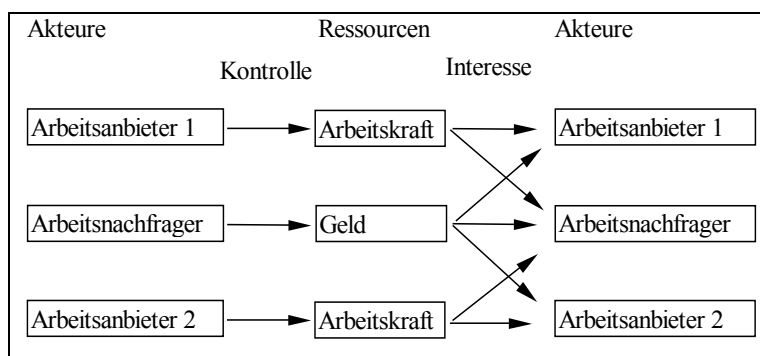 Akteure Ressourcen Akteure
Kontrolle Interesse
Arbeitsanbieter 1 Arbeitskraft Arbeitsanbieter 1
Arbeitsnachfrager Geld Arbeitsnachfrager
Arbeitsanbieter 2 Arbeitskraft Arbeitsanbieter 2